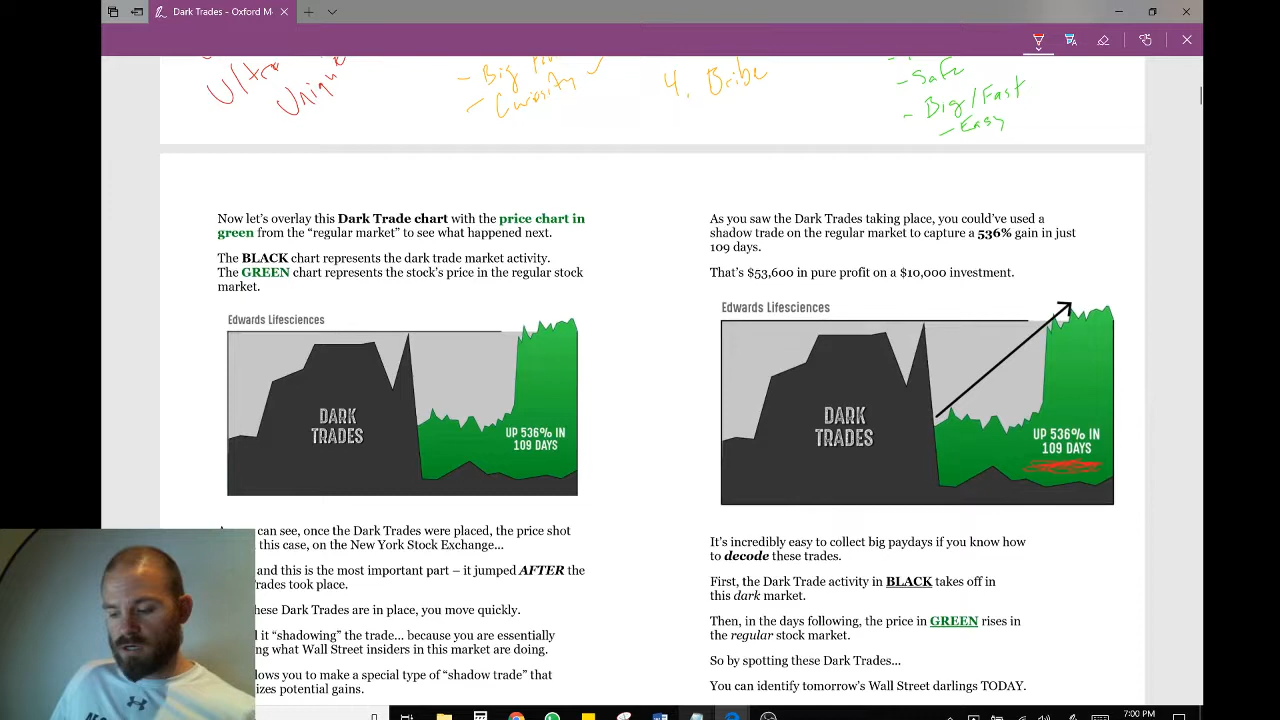 Dark Trades - Oxford M
Ultra
Unique
- Big
- Curiosity
4. Bribe
- Safe
- Big/Fast
- Easy
Now let's overlay this Dark Trade chart with the price chart in
green from the "regular market" to see what happened next.
The BLACK chart represents the dark trade market activity.
The GREEN chart represents the stock's price in the regular stock
market.
Edwards Lifesciences
DARK
TRADES
UP 536% IN
109 DAYS
can see, once the Dark Trades were placed, the price shot
this case, on the New York Stock Exchange...
and this is the most important part – it jumped AFTER the
rades took place.
hese Dark Trades are in place, you move quickly.
l it "shadowing" the trade... because you are essentially
ng what Wall Street insiders in this market are doing.
lows you to make a special type of "shadow trade" that
izes potential gains.
As you saw the Dark Trades taking place, you could've used a
shadow trade on the regular market to capture a 536% gain in just
109 days.
That's $53,600 in pure profit on a $10,000 investment.
Edwards Lifesciences
DARK
TRADES
UP 536% IN
109 DAYS
It's incredibly easy to collect big paydays if you know how
to decode these trades.
First, the Dark Trade activity in BLACK takes off in
this dark market.
Then, in the days following, the price in GREEN rises in
the regular stock market.
So by spotting these Dark Trades...
You can identify tomorrow's Wall Street darlings TODAY.
7:00 PM